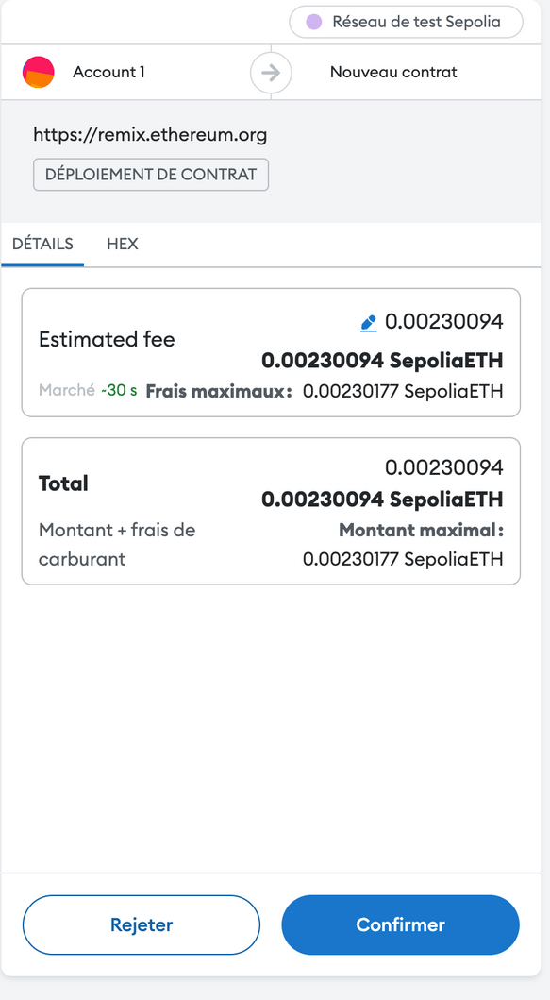 Réseau de test Sepolia
Account 1
Nouveau contrat
https://remix.ethereum.org
DÉPLOIEMENT DE CONTRAT
DÉTAILS HEX
0.00230094
Estimated fee
0.00230094 SepoliaETH
Marché ~30 s Frais maximaux: 0.00230177 SepoliaETH
0.00230094
Total
0.00230094 SepoliaETH
Montant + frais de carburant
Montant maximal:
0.00230177 SepoliaETH
Rejeter Confirmer